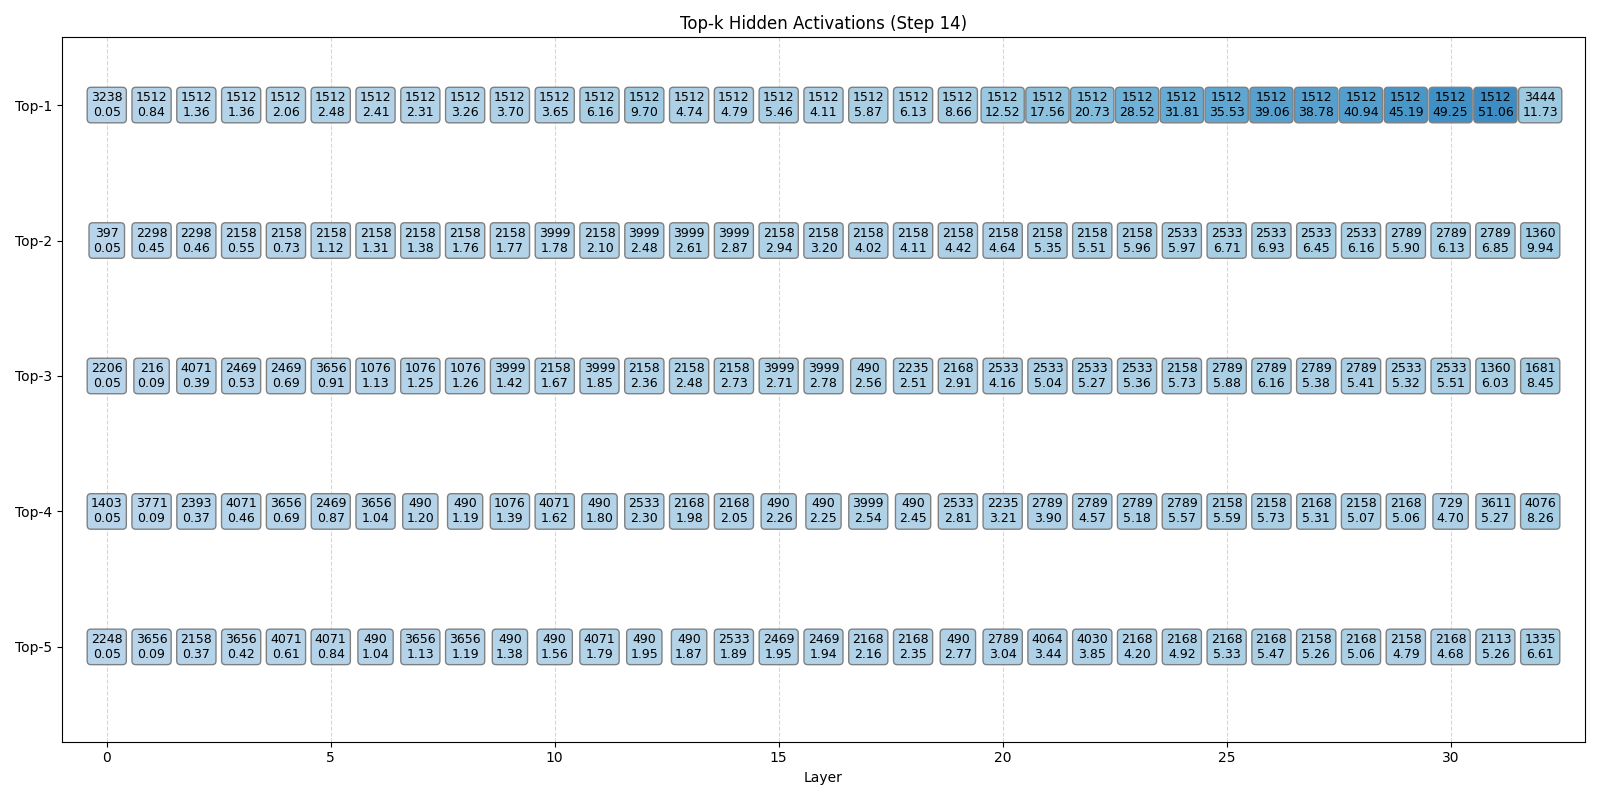 Top-k Hidden Activations (Step 14)
Top-1
3238 1512 1512 1512 1512 1512 1512 1512 1512 1512 1512 1512 1512 1512 1512 1512 1512 1512 1512 1512 1512 1512 1512 1512 1512 1512 1512 1512 1512 1512 1512 1512 3444
0.05 0.84 1.36 1.36 2.06 2.48 2.41 2.31 3.26 3.70 3.65 6.16 9.70 4.74 4.79 5.46 4.11 5.87 6.13 8.66 12.52 17.56 20.73 28.52 31.81 35.53 39.06 38.78 40.94 45.19 49.25 51.06 11.73
Top-2
397 2298 2298 2158 2158 2158 2158 2158 2158 2158 3999 2158 3999 3999 3999 2158 2158 2158 2158 2158 2158 2158 2158 2158 2533 2533 2533 2533 2533 2789 2789 2789 1360
0.05 0.45 0.46 0.55 0.73 1.12 1.31 1.38 1.76 1.77 1.78 2.10 2.48 2.61 2.87 2.94 3.20 4.02 4.11 4.42 4.64 5.35 5.51 5.96 5.97 6.71 6.93 6.45 6.16 5.90 6.13 6.85 9.94
Top-3
2206 216 4071 2469 2469 3656 1076 1076 1076 3999 2158 3999 2158 2158 2158 3999 3999 490 2235 2168 2533 2533 2533 2533 2158 2789 2789 2789 2789 2533 2533 1360 1681
0.05 0.09 0.39 0.53 0.69 0.91 1.13 1.25 1.26 1.42 1.67 1.85 2.36 2.48 2.73 2.71 2.78 2.56 2.51 2.91 4.16 5.04 5.27 5.36 5.73 5.88 6.16 5.38 5.41 5.32 5.51 6.03 8.45
Top-4
1403 3771 2393 4071 3656 2469 3656 490 490 1076 4071 490 2533 2168 2168 490 490 3999 490 2533 2235 2789 2789 2789 2789 2158 2158 2168 2158 2168 729 3611 4076
0.05 0.09 0.37 0.46 0.69 0.87 1.04 1.20 1.19 1.39 1.62 1.80 2.30 1.98 2.05 2.26 2.25 2.54 2.45 2.81 3.21 3.90 4.57 5.18 5.57 5.59 5.73 5.31 5.07 5.06 4.70 5.27 8.26
Top-5
2248 3656 2158 3656 4071 4071 490 3656 3656 490 490 4071 490 490 2533 2469 2469 2168 2168 490 2789 4064 4030 2168 2168 2168 2168 2158 2168 2158 2168 2113 1335
0.05 0.09 0.37 0.42 0.61 0.84 1.04 1.13 1.19 1.38 1.56 1.79 1.95 1.87 1.89 1.95 1.94 2.16 2.35 2.77 3.04 3.44 3.85 4.20 4.92 5.33 5.47 5.26 5.06 4.79 4.68 5.26 6.61
0 5 10 15 20 25 30
Layer